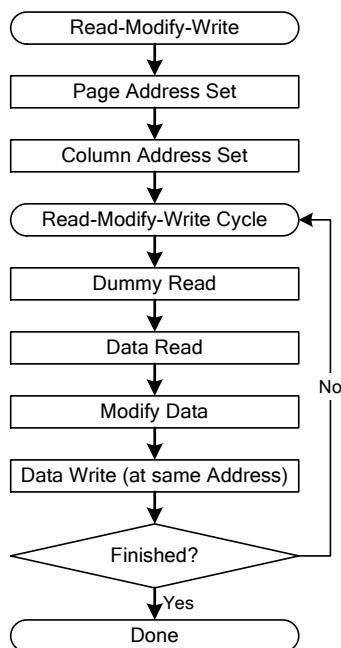 Read-Modify-Write
Page Address Set
Column Address Set
Read-Modify-Write Cycle
Dummy Read
Data Read
No
Modify Data
Data Write (at same Address)
Finished?
Yes
Done